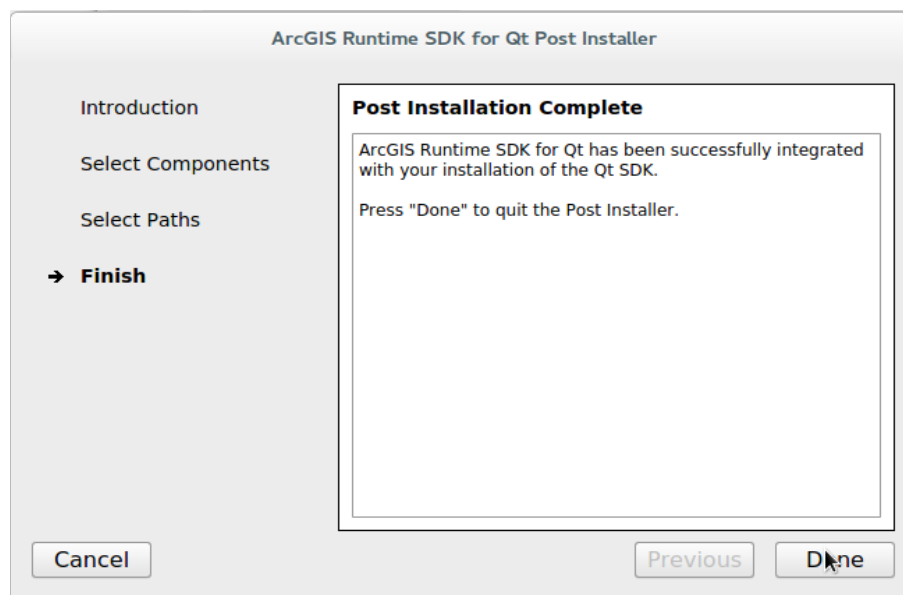 ArcGIS Runtime SDK for Qt Post Installer
Introduction
Select Components
Select Paths
Finish
Post Installation Complete
ArcGIS Runtime SDK for Qt has been successfully integrated
with your installation of the Qt SDK.
Press "Done" to quit the Post Installer.
Cancel
Previous
Done